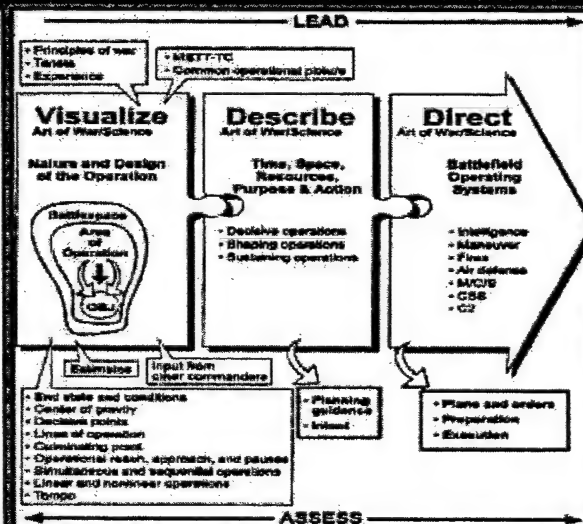 LEAD
• Principles of war
• Tenets
• Experience
• METT-TC
• Common operational picture
Visualize
Art of War/Science
Nature and Design
of the Operation
Battlespace
Area
of
Operation
OBJ
Describe
Art of War/Science
Time, Space,
Resources,
Purpose & Action
• Decisive operations
• Shaping operations
• Sustaining operations
Direct
Art of War/Science
Battlefield
Operating
Systems
• Intelligence
• Maneuver
• Fires
• Air defense
• M/C/S
• CSS
• C2
Estimates
Input from
other commanders
• End state and conditions
• Center of gravity
• Decisive points
• Lines of operation
• Culminating point
• Operational reach, approach, and pauses
• Simultaneous and sequential operations
• Linear and nonlinear operations
• Tempo
• Planning
guidance
• Intent
• Plans and orders
• Preparation
• Execution
ASSESS